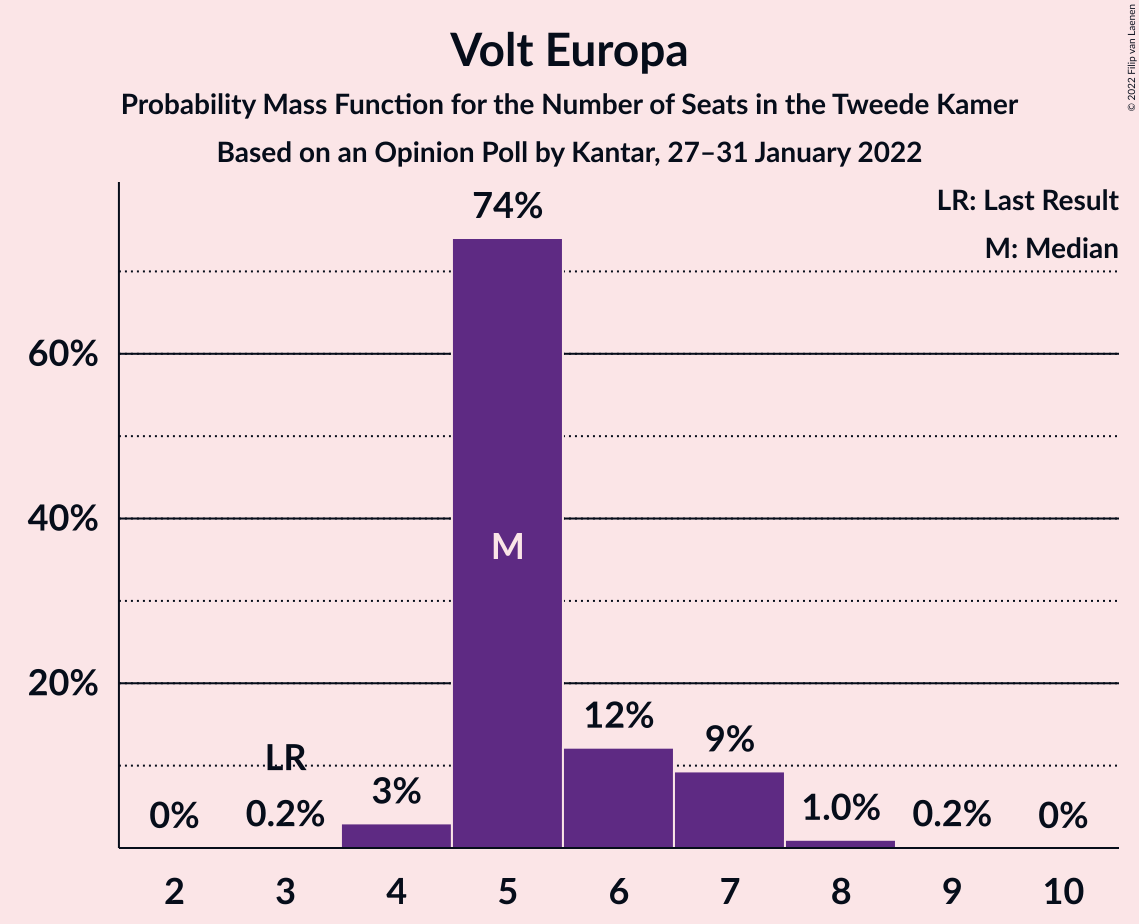 Volt Europa
Probability Mass Function for the Number of Seats in the Tweede Kamer
Based on an Opinion Poll by Kantar, 27–31 January 2022
© 2022 Filip van Laenen
LR: Last Result
M: Median
60%
40%
20%
0%
LR
0.2%
3%
74%
M
12%
9%
1.0%
0.2%
0%
2 3 4 5 6 7 8 9 10